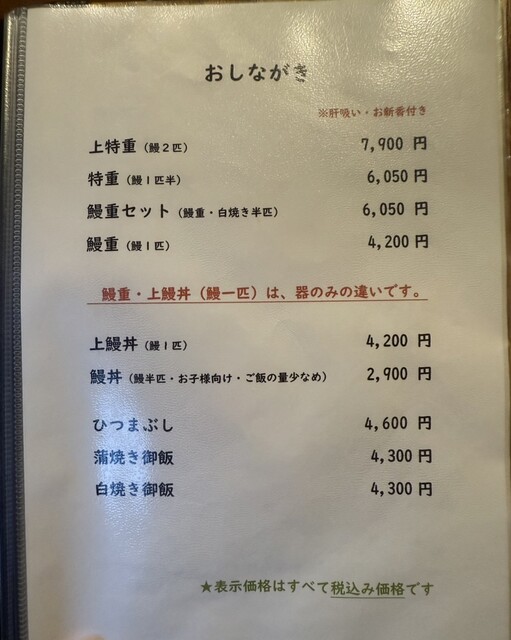 おしながき
※肝吸い・お新香付き
上特重（鰻２匹） 7,900 円
特重（鰻１匹半） 6,050 円
鰻重セット（鰻重・白焼き半匹） 6,050 円
鰻重（鰻１匹） 4,200 円
鰻重・上鰻丼（鰻一匹）は、器のみの違いです。
上鰻丼（鰻１匹） 4,200 円
鰻丼（鰻半匹・お子様向け・ご飯の量少なめ） 2,900 円
ひつまぶし 4,600 円
蒲焼き御飯 4,300 円
白焼き御飯 4,300 円
★表示価格はすべて税込み価格です